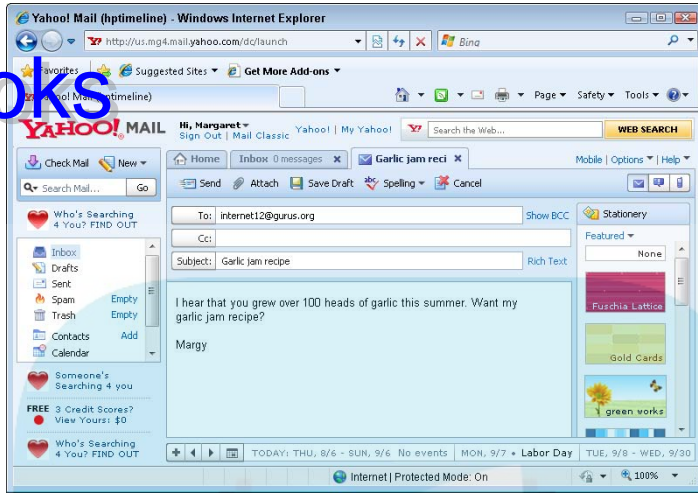 Yahoo! Mail (hptimeline) - Windows Internet Explorer
http://us.mg4.mail.yahoo.com/dc/launch
Bing
Favorites Suggested Sites Get More Add-ons
oks
Yahoo! Mail (hptimeline)
Page Safety Tools
YAHOO! MAIL
Hi, Margaret
Sign Out | Mail Classic Yahoo! | My Yahoo!
Y! Search the Web...
WEB SEARCH
Check Mail New
Home Inbox 0 messages x Garlic jam reci x
Mobile | Options | Help
Search Mail... Go
Send Attach Save Draft abc Spelling Cancel
Who's Searching
4 You? FIND OUT
To: internet12@gurus.org Show BCC
Cc:
Subject: Garlic jam recipe Rich Text
Stationery
Featured
None
Fuschia Lattice
Gold Cards
green works
Inbox
Drafts
Sent
Spam Empty
Trash Empty
Contacts Add
Calendar
I hear that you grew over 100 heads of garlic this summer. Want my
garlic jam recipe?
Margy
Someone's
Searching 4 you
FREE 3 Credit Scores?
View Yours: $0
Who's Searching
4 You? FIND OUT
TODAY: THU, 8/6 - SUN, 9/6 No events MON, 9/7 • Labor Day TUE, 9/8 - WED, 9/30
Internet | Protected Mode: On
100%